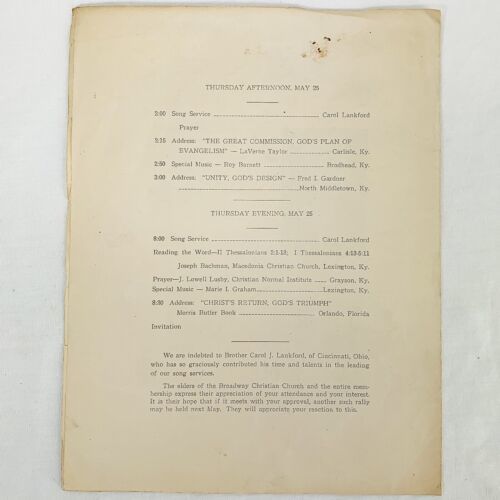 THURSDAY AFTERNOON, MAY 25
2:00 Song Service Carol Lankford
Prayer
2:15 Address: "THE GREAT COMMISSION, GOD'S PLAN OF
EVANGELISM" — LaVerne Taylor Carlisle, Ky.
2:50 Special Music — Roy Barnett Brodhead, Ky.
3:00 Address: "UNITY, GOD'S DESIGN" — Fred I. Gardner
North Middletown, Ky.
THURSDAY EVENING, MAY 25
8:00 Song Service Carol Lankford
Reading the Word—II Thessalonians 2:1-13; I Thessalonians 4:13-5:11
Joseph Bachman, Macedonia Christian Church, Lexington, Ky.
Prayer—J. Lowell Lusby, Christian Normal Institute Grayson, Ky.
Special Music — Marie I. Graham Lexington, Ky.
8:30 Address: "CHRIST'S RETURN, GOD'S TRIUMPH"
Morris Butler Book Orlando, Florida
Invitation
We are indebted to Brother Carol J. Lankford, of Cincinnati, Ohio,
who has so graciously contributed his time and talents in the leading
of our song services.
The elders of the Broadway Christian Church and the entire mem-
bership express their appreciation of your attendance and your interest.
It is their hope that if it meets with your approval, another such rally
may be held next May. They will appreciate your reaction to this.